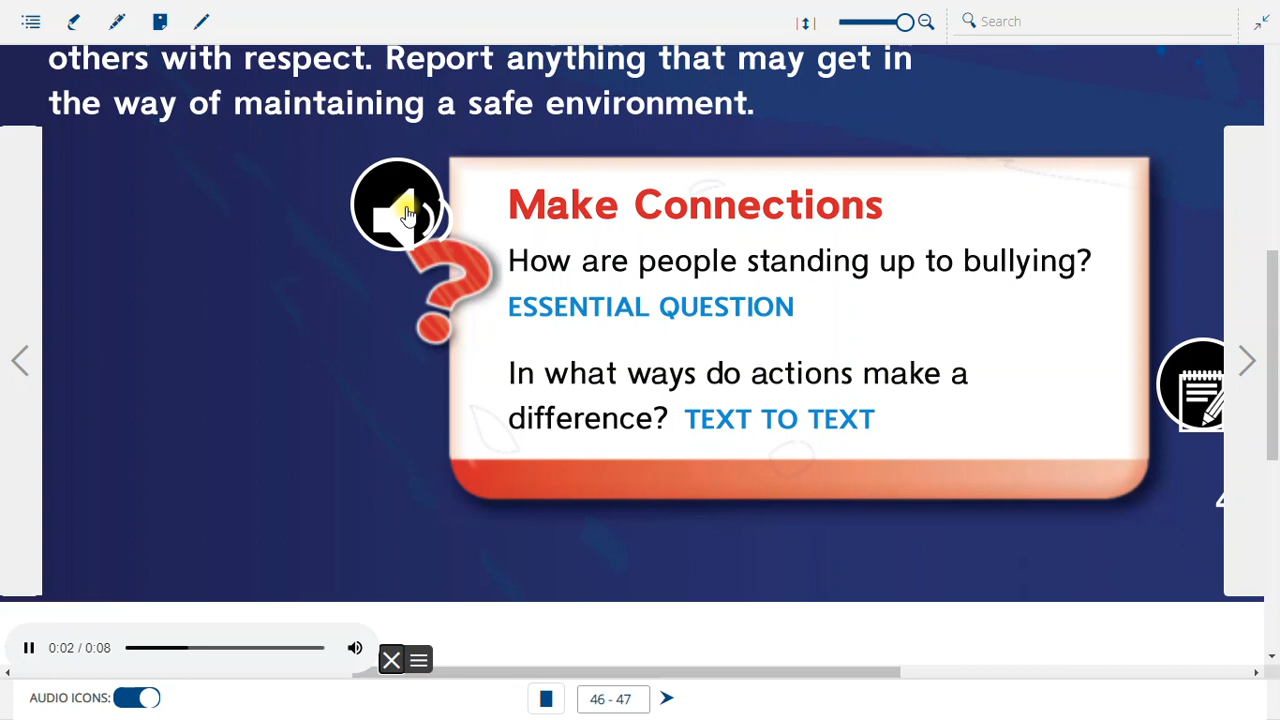 Search
others with respect. Report anything that may get in
the way of maintaining a safe environment.
Make Connections
How are people standing up to bullying?
ESSENTIAL QUESTION
In what ways do actions make a
difference? TEXT TO TEXT
0:02 / 0:08
AUDIO ICONS:
46 - 47